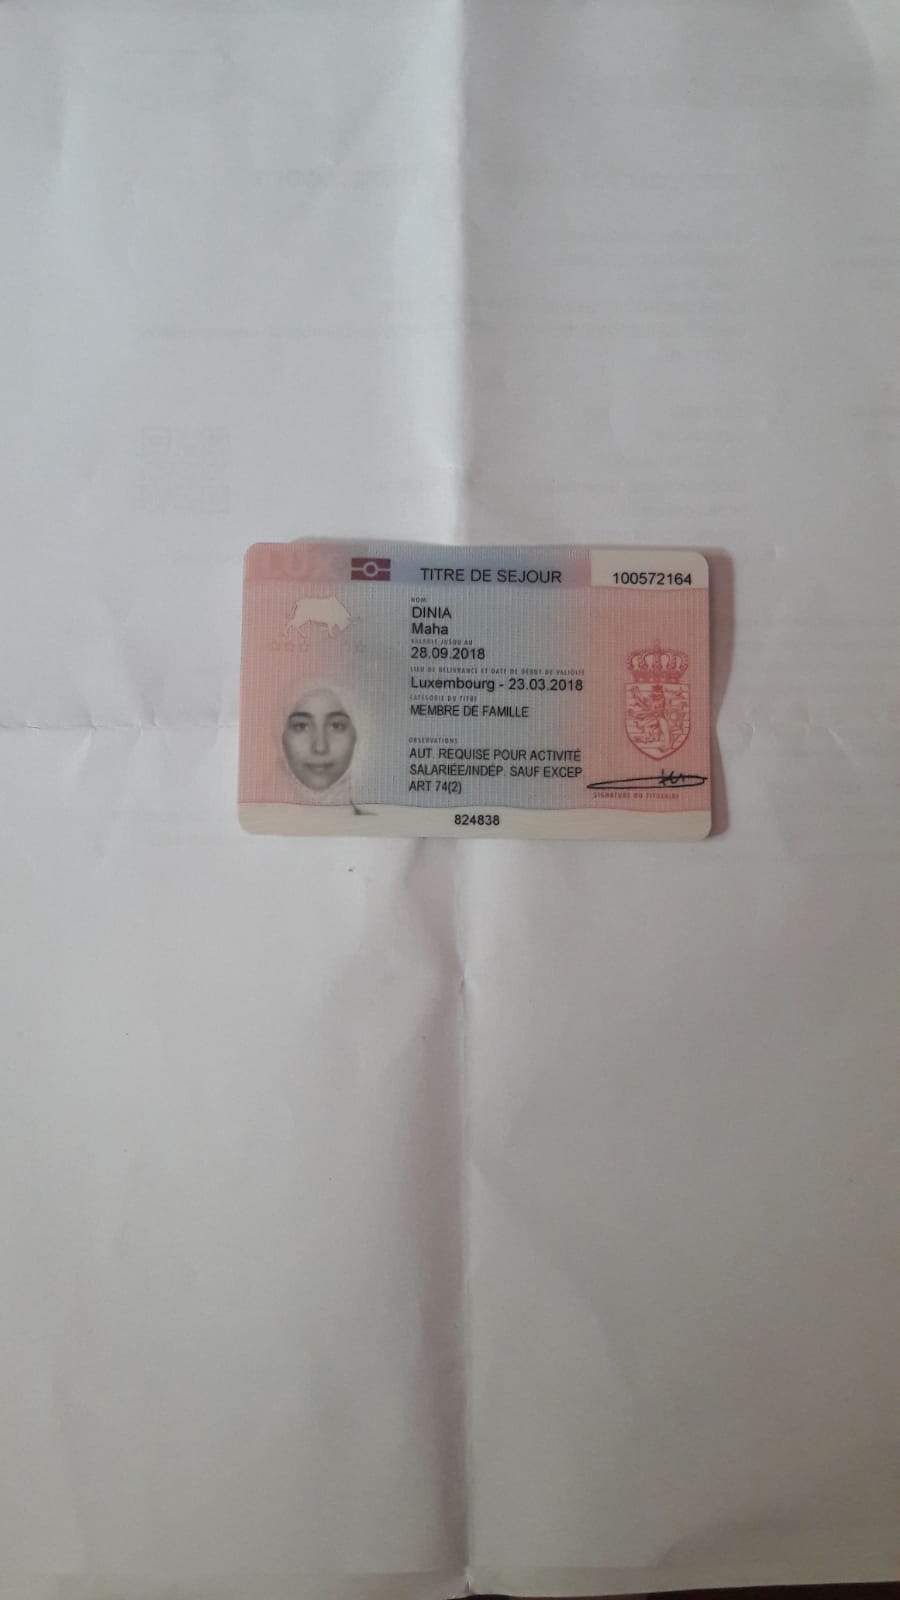 LUX
TITRE DE SEJOUR
100572164
NOM
DINIA
Maha
VALABLE JUSQU'AU
28.09.2018
LIEU DE DELIVRANCE ET DATE DE DÉBUT DE VALIDITÉ
Luxembourg - 23.03.2018
CATÉGORIE DU TITRE
MEMBRE DE FAMILLE
OBSERVATIONS
AUT. REQUISE POUR ACTIVITÉ
SALARIÉE/INDÉP. SAUF EXCEP.
ART 74(2)
SIGNATURE DU TITULAIRE
824838